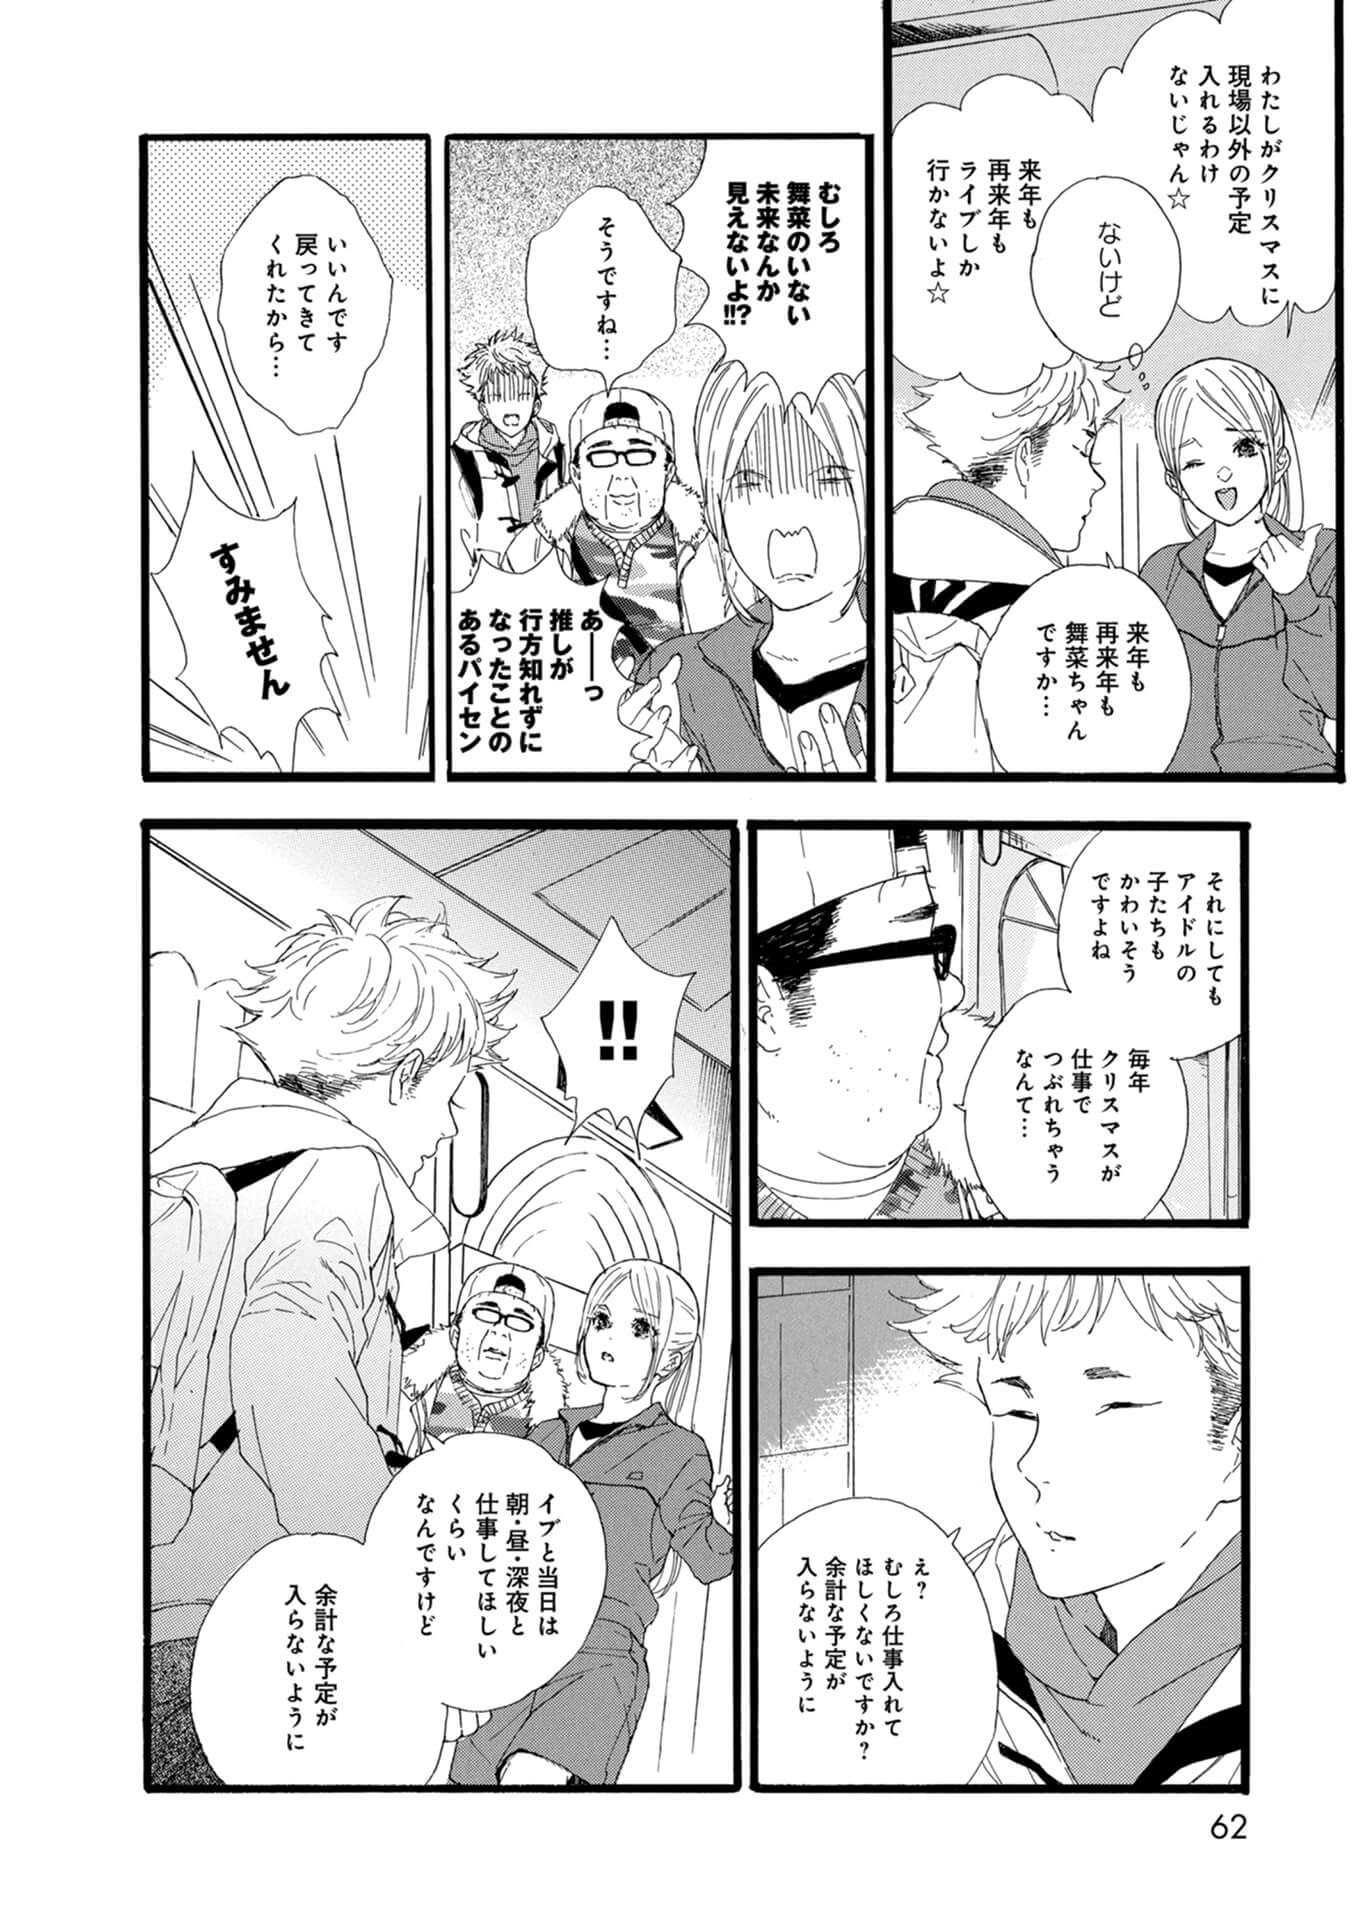 わたしがクリスマスに
現場以外の予定
入れるわけ
ないじゃん☆
ないけど
来年も
再来年も
ライブしか
行かないよ☆
来年も
再来年も
舞菜ちゃん
ですか…
むしろ
舞菜のいない
未来なんか
見えないよ!!?
そうですね…
あーーっ
推しが
行方知れずに
なったことの
あるパイセン
いいんです
戻ってきて
くれたから…
すみません
それにしても
アイドルの
子たちも
かわいそう
ですよね
毎年
クリスマスが
仕事で
つぶれちゃう
なんて…
え?
むしろ仕事入れて
ほしくないですか?
余計な予定が
入らないように
!!
イブと当日は
朝・昼・深夜と
仕事してほしい
くらい
なんですけど
余計な予定が
入らないように
62